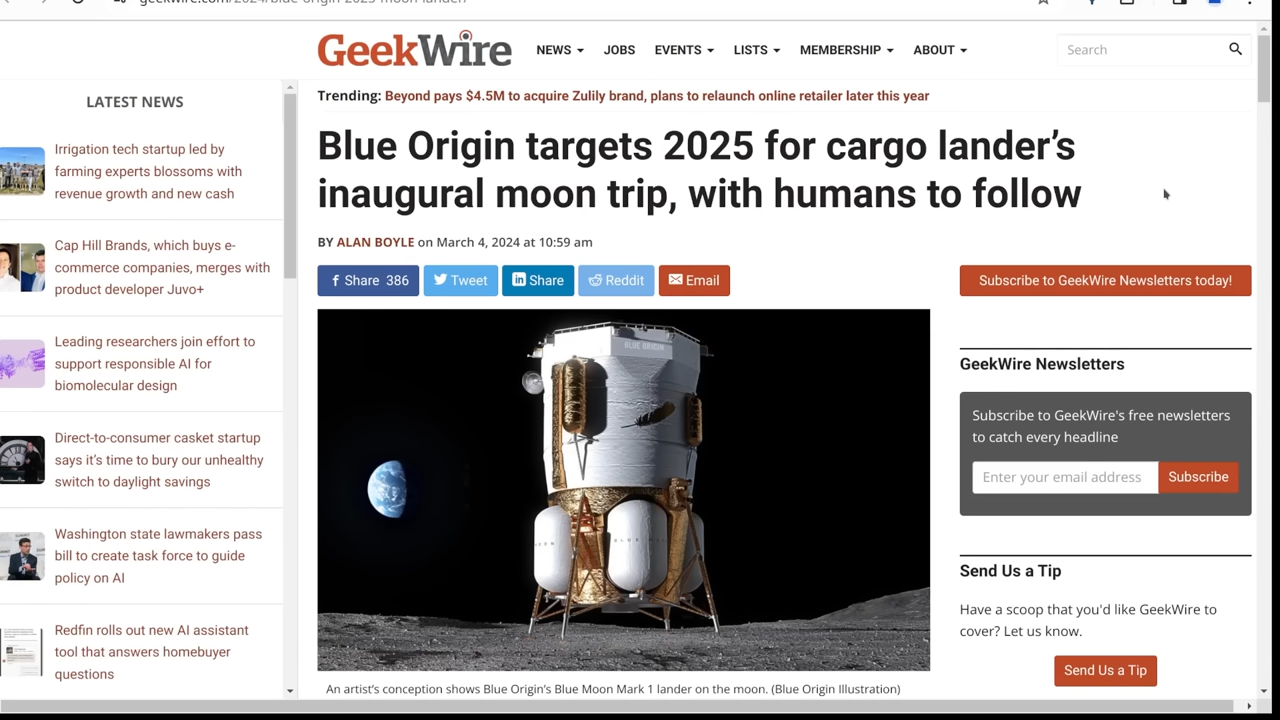 geekwire.com/2024/blue-origin-2025-moon-lander/
GeekWire
NEWS
JOBS
EVENTS
LISTS
MEMBERSHIP
ABOUT
Search
LATEST NEWS
Irrigation tech startup led by
farming experts blossoms with
revenue growth and new cash
Cap Hill Brands, which buys e-
commerce companies, merges with
product developer Juvo+
Leading researchers join effort to
support responsible AI for
biomolecular design
Direct-to-consumer casket startup
says it's time to bury our unhealthy
switch to daylight savings
Washington state lawmakers pass
bill to create task force to guide
policy on AI
Redfin rolls out new AI assistant
tool that answers homebuyer
questions
Trending: Beyond pays $4.5M to acquire Zulily brand, plans to relaunch online retailer later this year
Blue Origin targets 2025 for cargo lander's
inaugural moon trip, with humans to follow
BY ALAN BOYLE on March 4, 2024 at 10:59 am
Share 386
Tweet
Share
Reddit
Email
BLUE ORIGIN
An artist's conception shows Blue Origin's Blue Moon Mark 1 lander on the moon. (Blue Origin Illustration)
Subscribe to GeekWire Newsletters today!
GeekWire Newsletters
Subscribe to GeekWire's free newsletters
to catch every headline
Enter your email address
Subscribe
Send Us a Tip
Have a scoop that you'd like GeekWire to
cover? Let us know.
Send Us a Tip